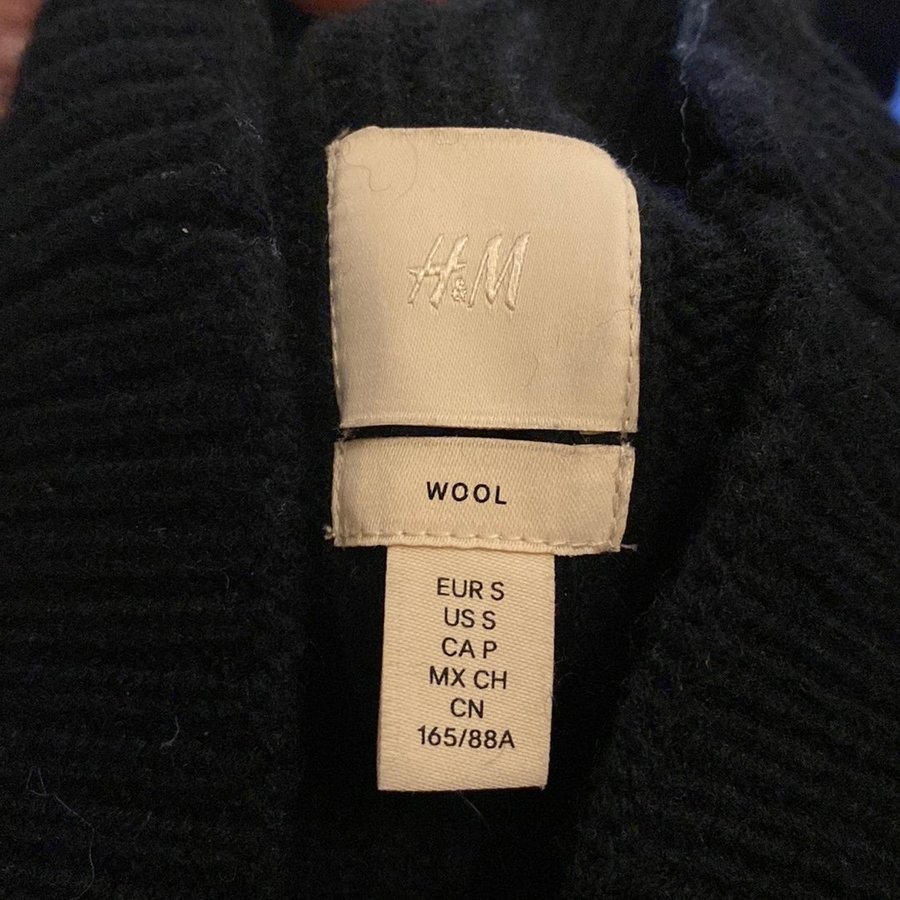 H&M
WOOL
EUR S
US S
CA P
MX CH
CN
165/88A